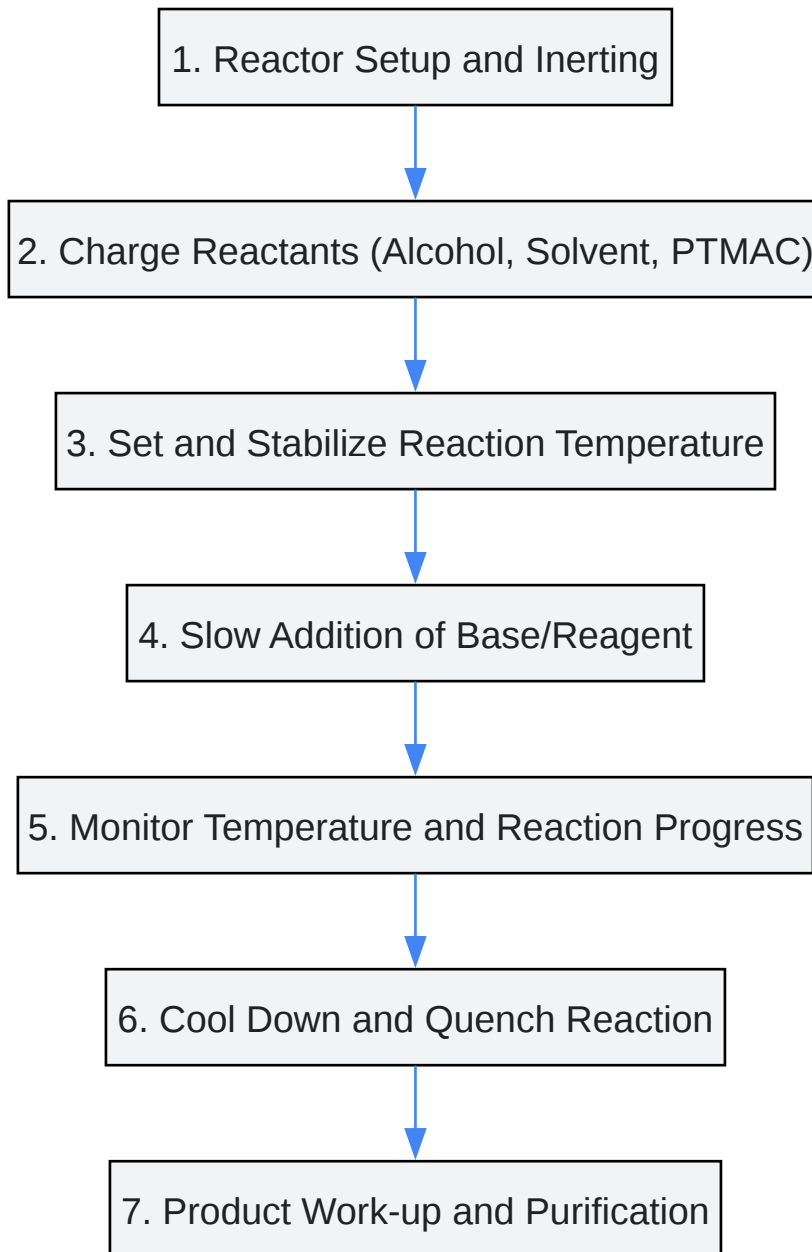 1. Reactor Setup and Inerting
2. Charge Reactants (Alcohol, Solvent, PTMAC)
3. Set and Stabilize Reaction Temperature
4. Slow Addition of Base/Reagent
5. Monitor Temperature and Reaction Progress
6. Cool Down and Quench Reaction
7. Product Work-up and Purification